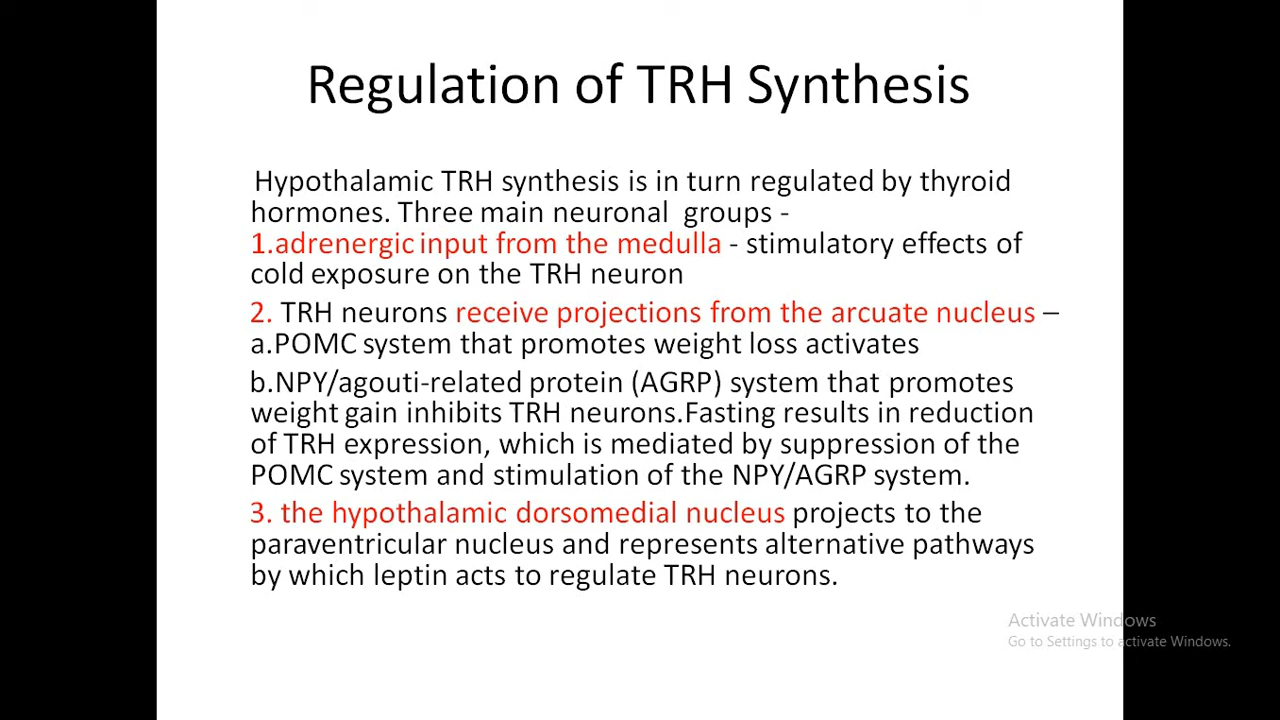 Regulation of TRH Synthesis
Hypothalamic TRH synthesis is in turn regulated by thyroid
hormones. Three main neuronal groups -
1.adrenergic input from the medulla - stimulatory effects of
cold exposure on the TRH neuron
2. TRH neurons receive projections from the arcuate nucleus –
a.POMC system that promotes weight loss activates
b.NPY/agouti-related protein (AGRP) system that promotes
weight gain inhibits TRH neurons.Fasting results in reduction
of TRH expression, which is mediated by suppression of the
POMC system and stimulation of the NPY/AGRP system.
3. the hypothalamic dorsomedial nucleus projects to the
paraventricular nucleus and represents alternative pathways
by which leptin acts to regulate TRH neurons.
Activate Windows
Go to Settings to activate Windows.